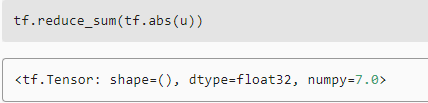 tf.reduce_sum(tf.abs(u))
<tf.Tensor: shape=(), dtype=float32, numpy=7.0>